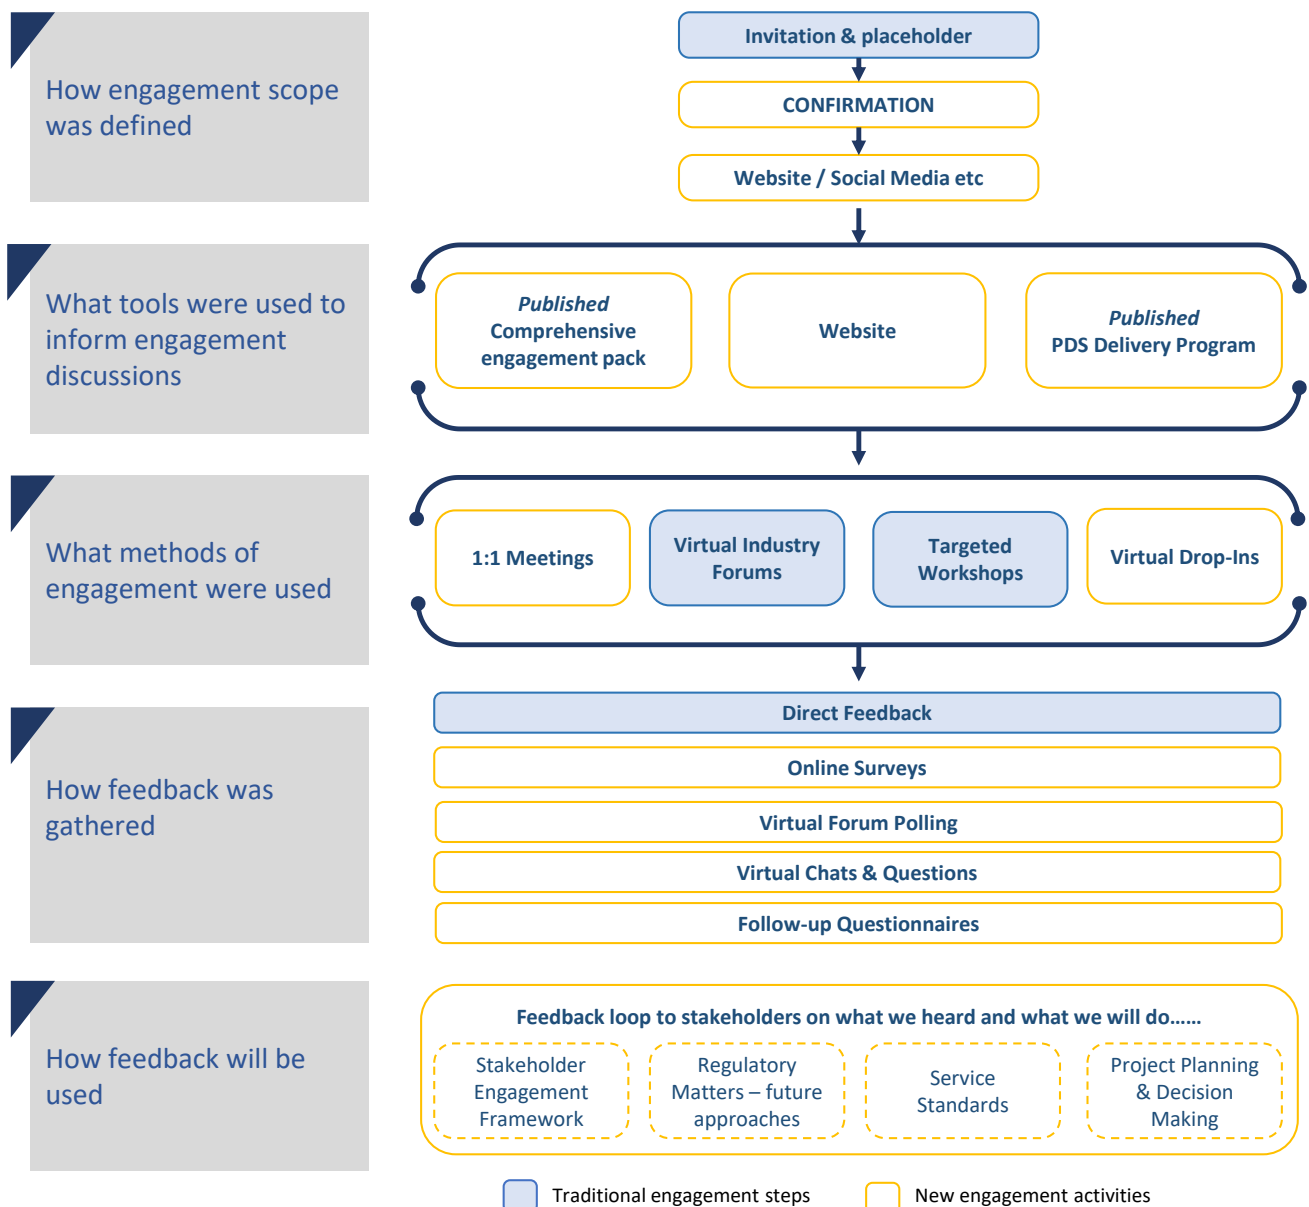 How engagement scope
was defined
Invitation & placeholder
CONFIRMATION
Website / Social Media etc
What tools were used to
inform engagement
discussions
Published
Comprehensive
engagement pack
Website
Published
PDS Delivery Program
What methods of
engagement were used
1:1 Meetings
Virtual Industry
Forums
Targeted
Workshops
Virtual Drop-Ins
How feedback was
gathered
Direct Feedback
Online Surveys
Virtual Forum Polling
Virtual Chats & Questions
Follow-up Questionnaires
How feedback will be
used
Feedback loop to stakeholders on what we heard and what we will do......
Stakeholder
Engagement
Framework
Regulatory
Matters – future
approaches
Service
Standards
Project Planning
& Decision
Making
Traditional engagement steps
New engagement activities